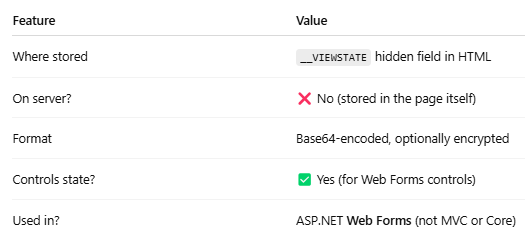 Feature Value
Where stored __VIEWSTATE hidden field in HTML
On server? ❌ No (stored in the page itself)
Format Base64-encoded, optionally encrypted
Controls state? ✅ Yes (for Web Forms controls)
Used in? ASP.NET Web Forms (not MVC or Core)